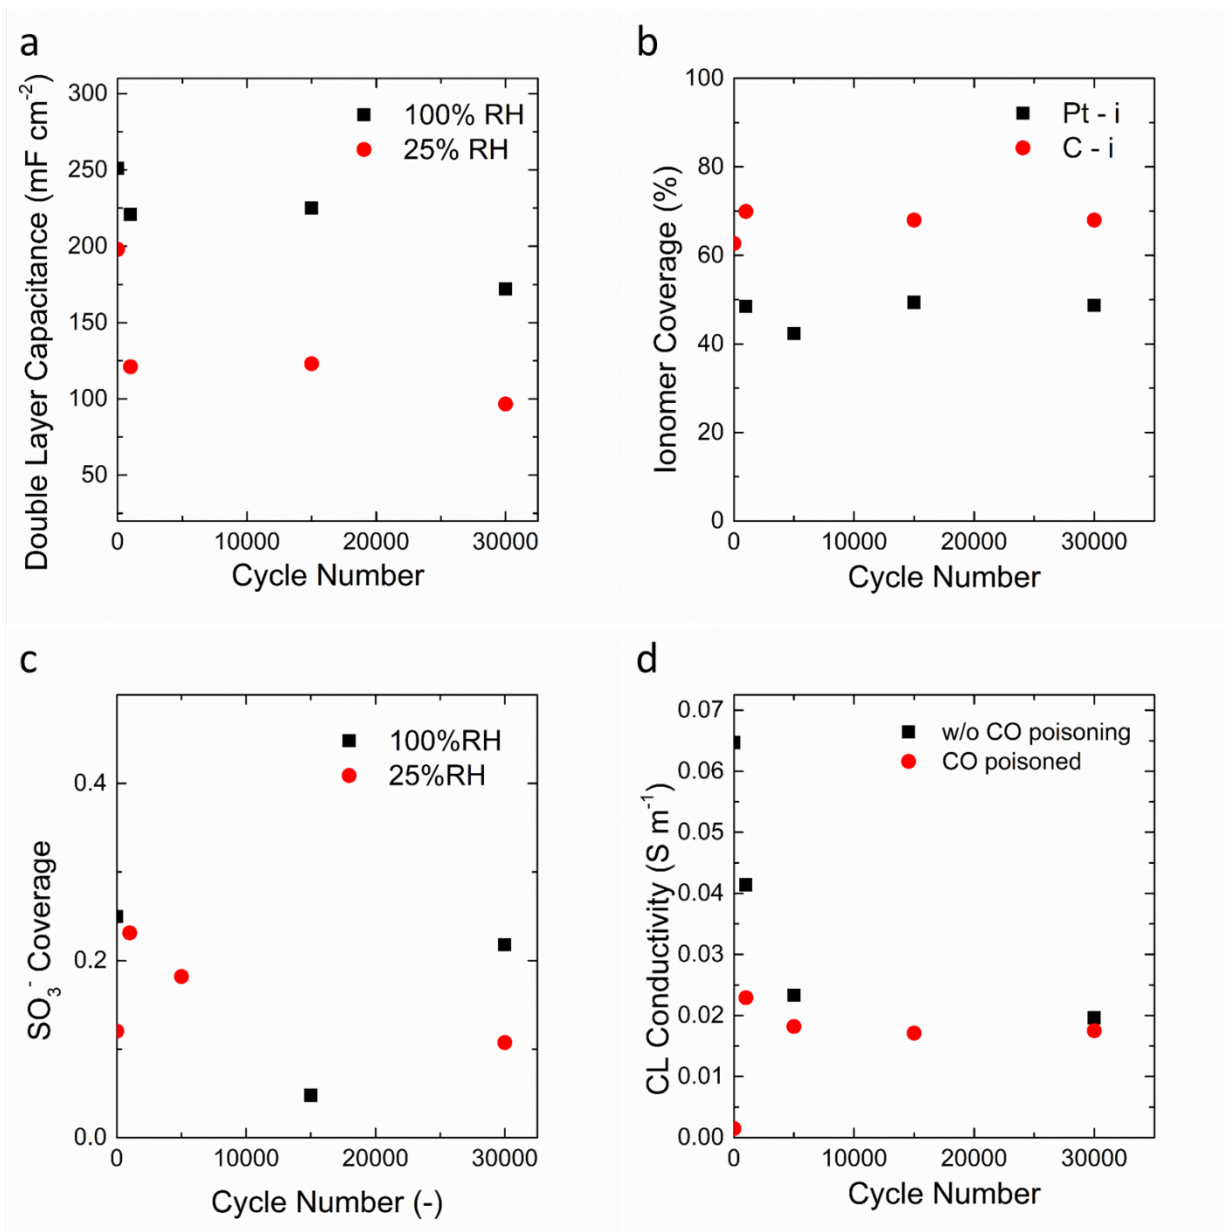 a
Double Layer Capacitance (mF cm⁻²)
300
250
200
150
100
50
0
10000
20000
30000
Cycle Number
100% RH
25% RH
b
Ionomer Coverage (%)
100
80
60
40
20
0
0
10000
20000
30000
Cycle Number
Pt - i
C - i
c
SO₃⁻ Coverage
0.4
0.2
0.0
0
10000
20000
30000
Cycle Number (-)
100%RH
25%RH
d
CL Conductivity (S m⁻¹)
0.07
0.06
0.05
0.04
0.03
0.02
0.01
0.00
0
10000
20000
30000
Cycle Number
w/o CO poisoning
CO poisoned